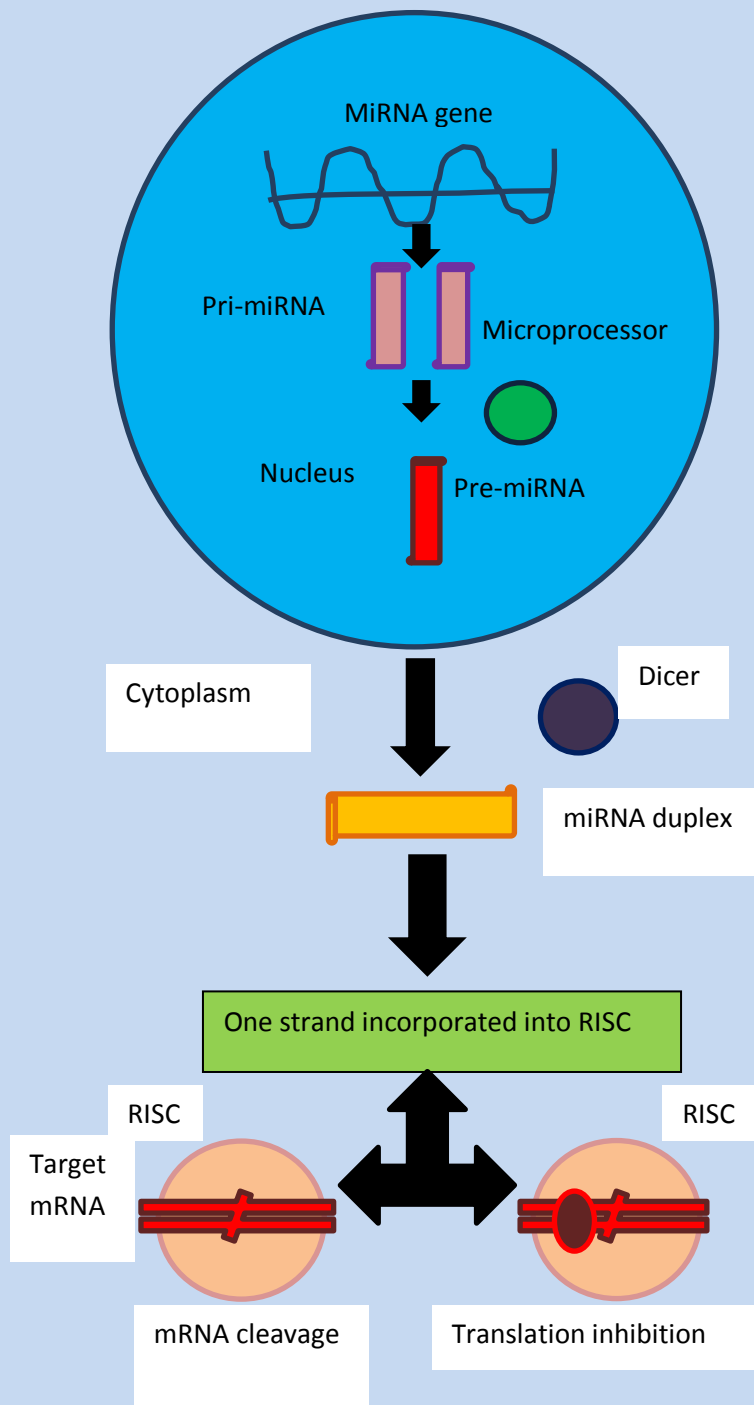 MiRNA gene
Pri-miRNA
Microprocessor
Nucleus
Pre-miRNA
Cytoplasm
Dicer
miRNA duplex
One strand incorporated into RISC
RISC
RISC
Target
mRNA
mRNA cleavage
Translation inhibition